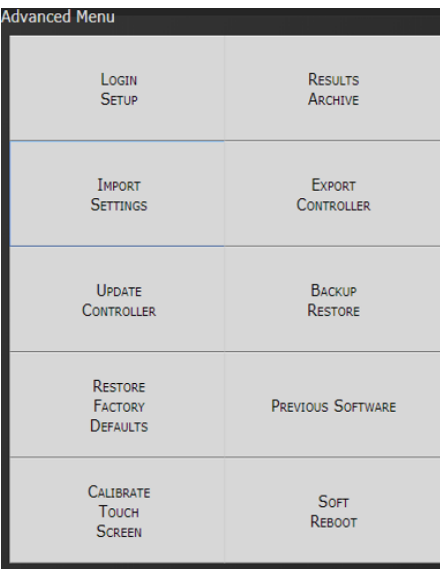 Advanced Menu
Login
Setup
Results
Archive
Import
Settings
Export
Controller
Update
Controller
Backup
Restore
Restore
Factory
Defaults
Previous Software
Calibrate
Touch
Screen
Soft
Reboot